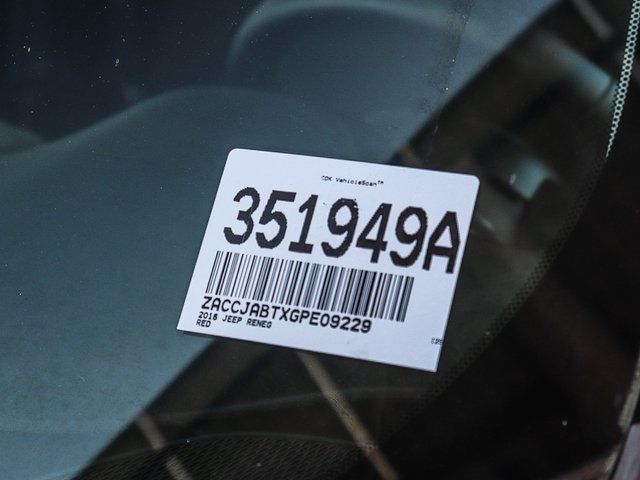 CDK VehicleScan™
351949A
ZACCJABTXGPE09229
2016 JEEP RENEG
RED